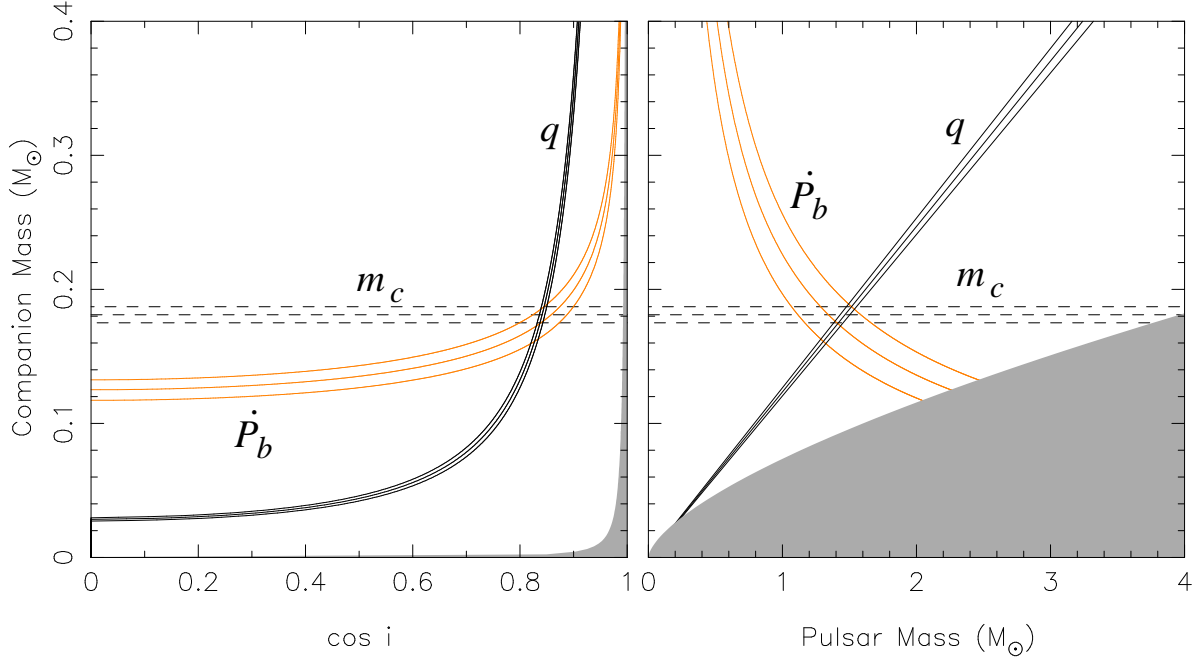 Companion Mass (M☉)
0.4
0.3
0.2
0.1
0
q
m_c
Ṗ_b
0 0.2 0.4 0.6 0.8 1
cos i
q
Ṗ_b
m_c
0 1 2 3 4
Pulsar Mass (M☉)